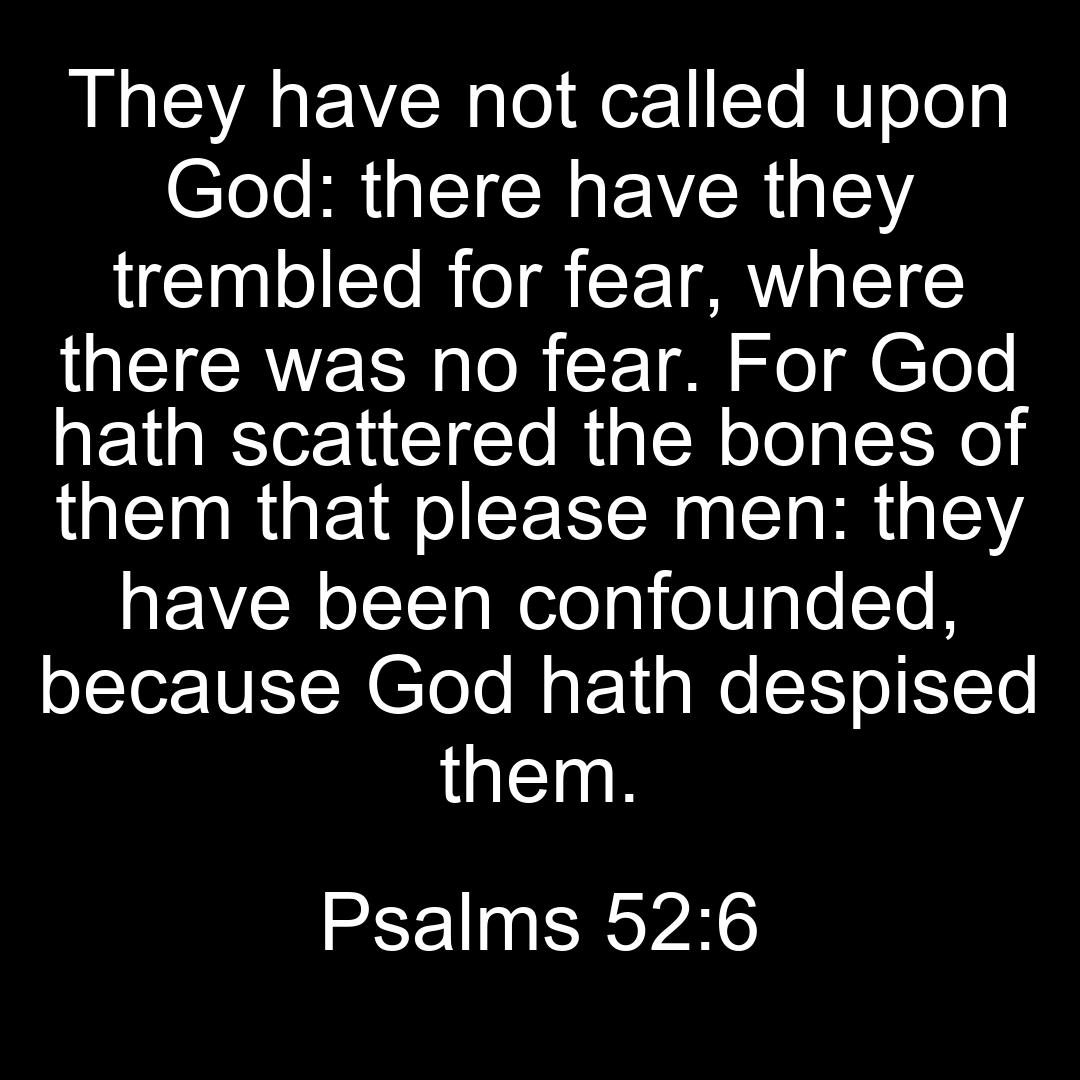 They have not called upon
God: there have they
trembled for fear, where
there was no fear. For God
hath scattered the bones of
them that please men: they
have been confounded,
because God hath despised
them.
Psalms 52:6